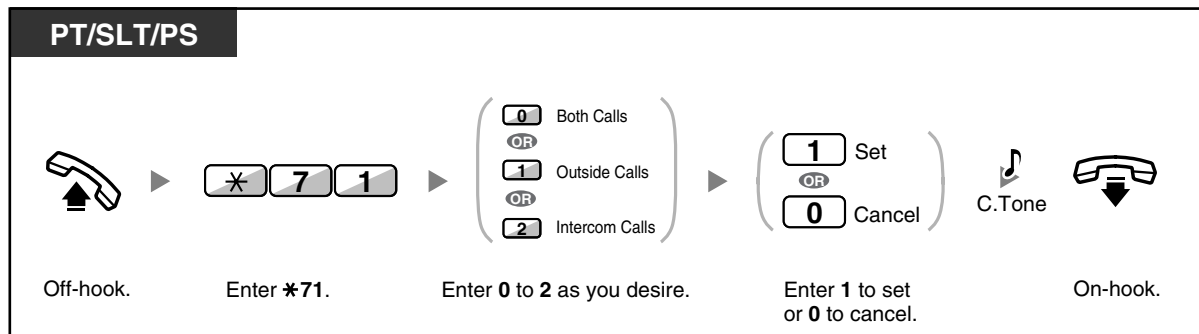 PT/SLT/PS
0 Both Calls
OR
1 Outside Calls
OR
2 Intercom Calls
1 Set
OR
0 Cancel
* 7 1
C.Tone
Off-hook.
Enter *71.
Enter 0 to 2 as you desire.
Enter 1 to set
or 0 to cancel.
On-hook.